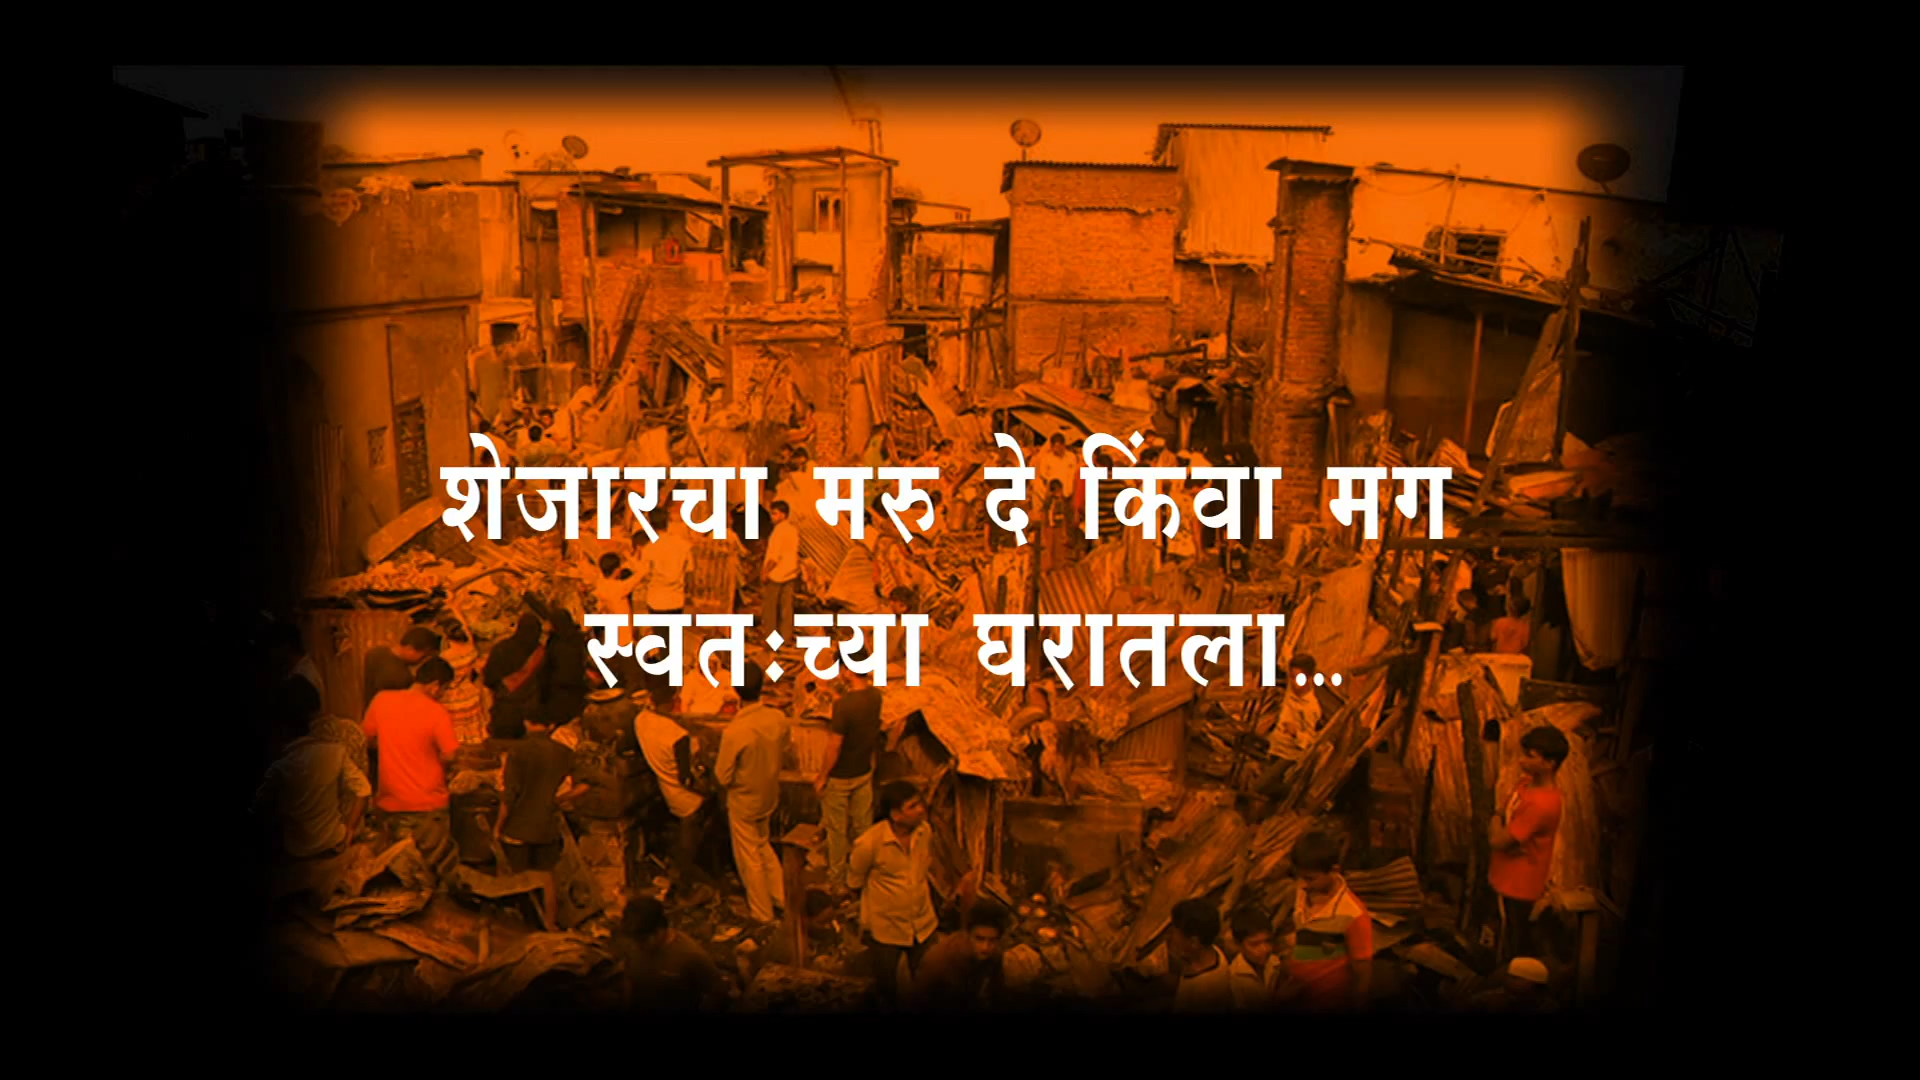 शेजारचा मरु दे किंवा मग
स्वतःच्या घरातला...